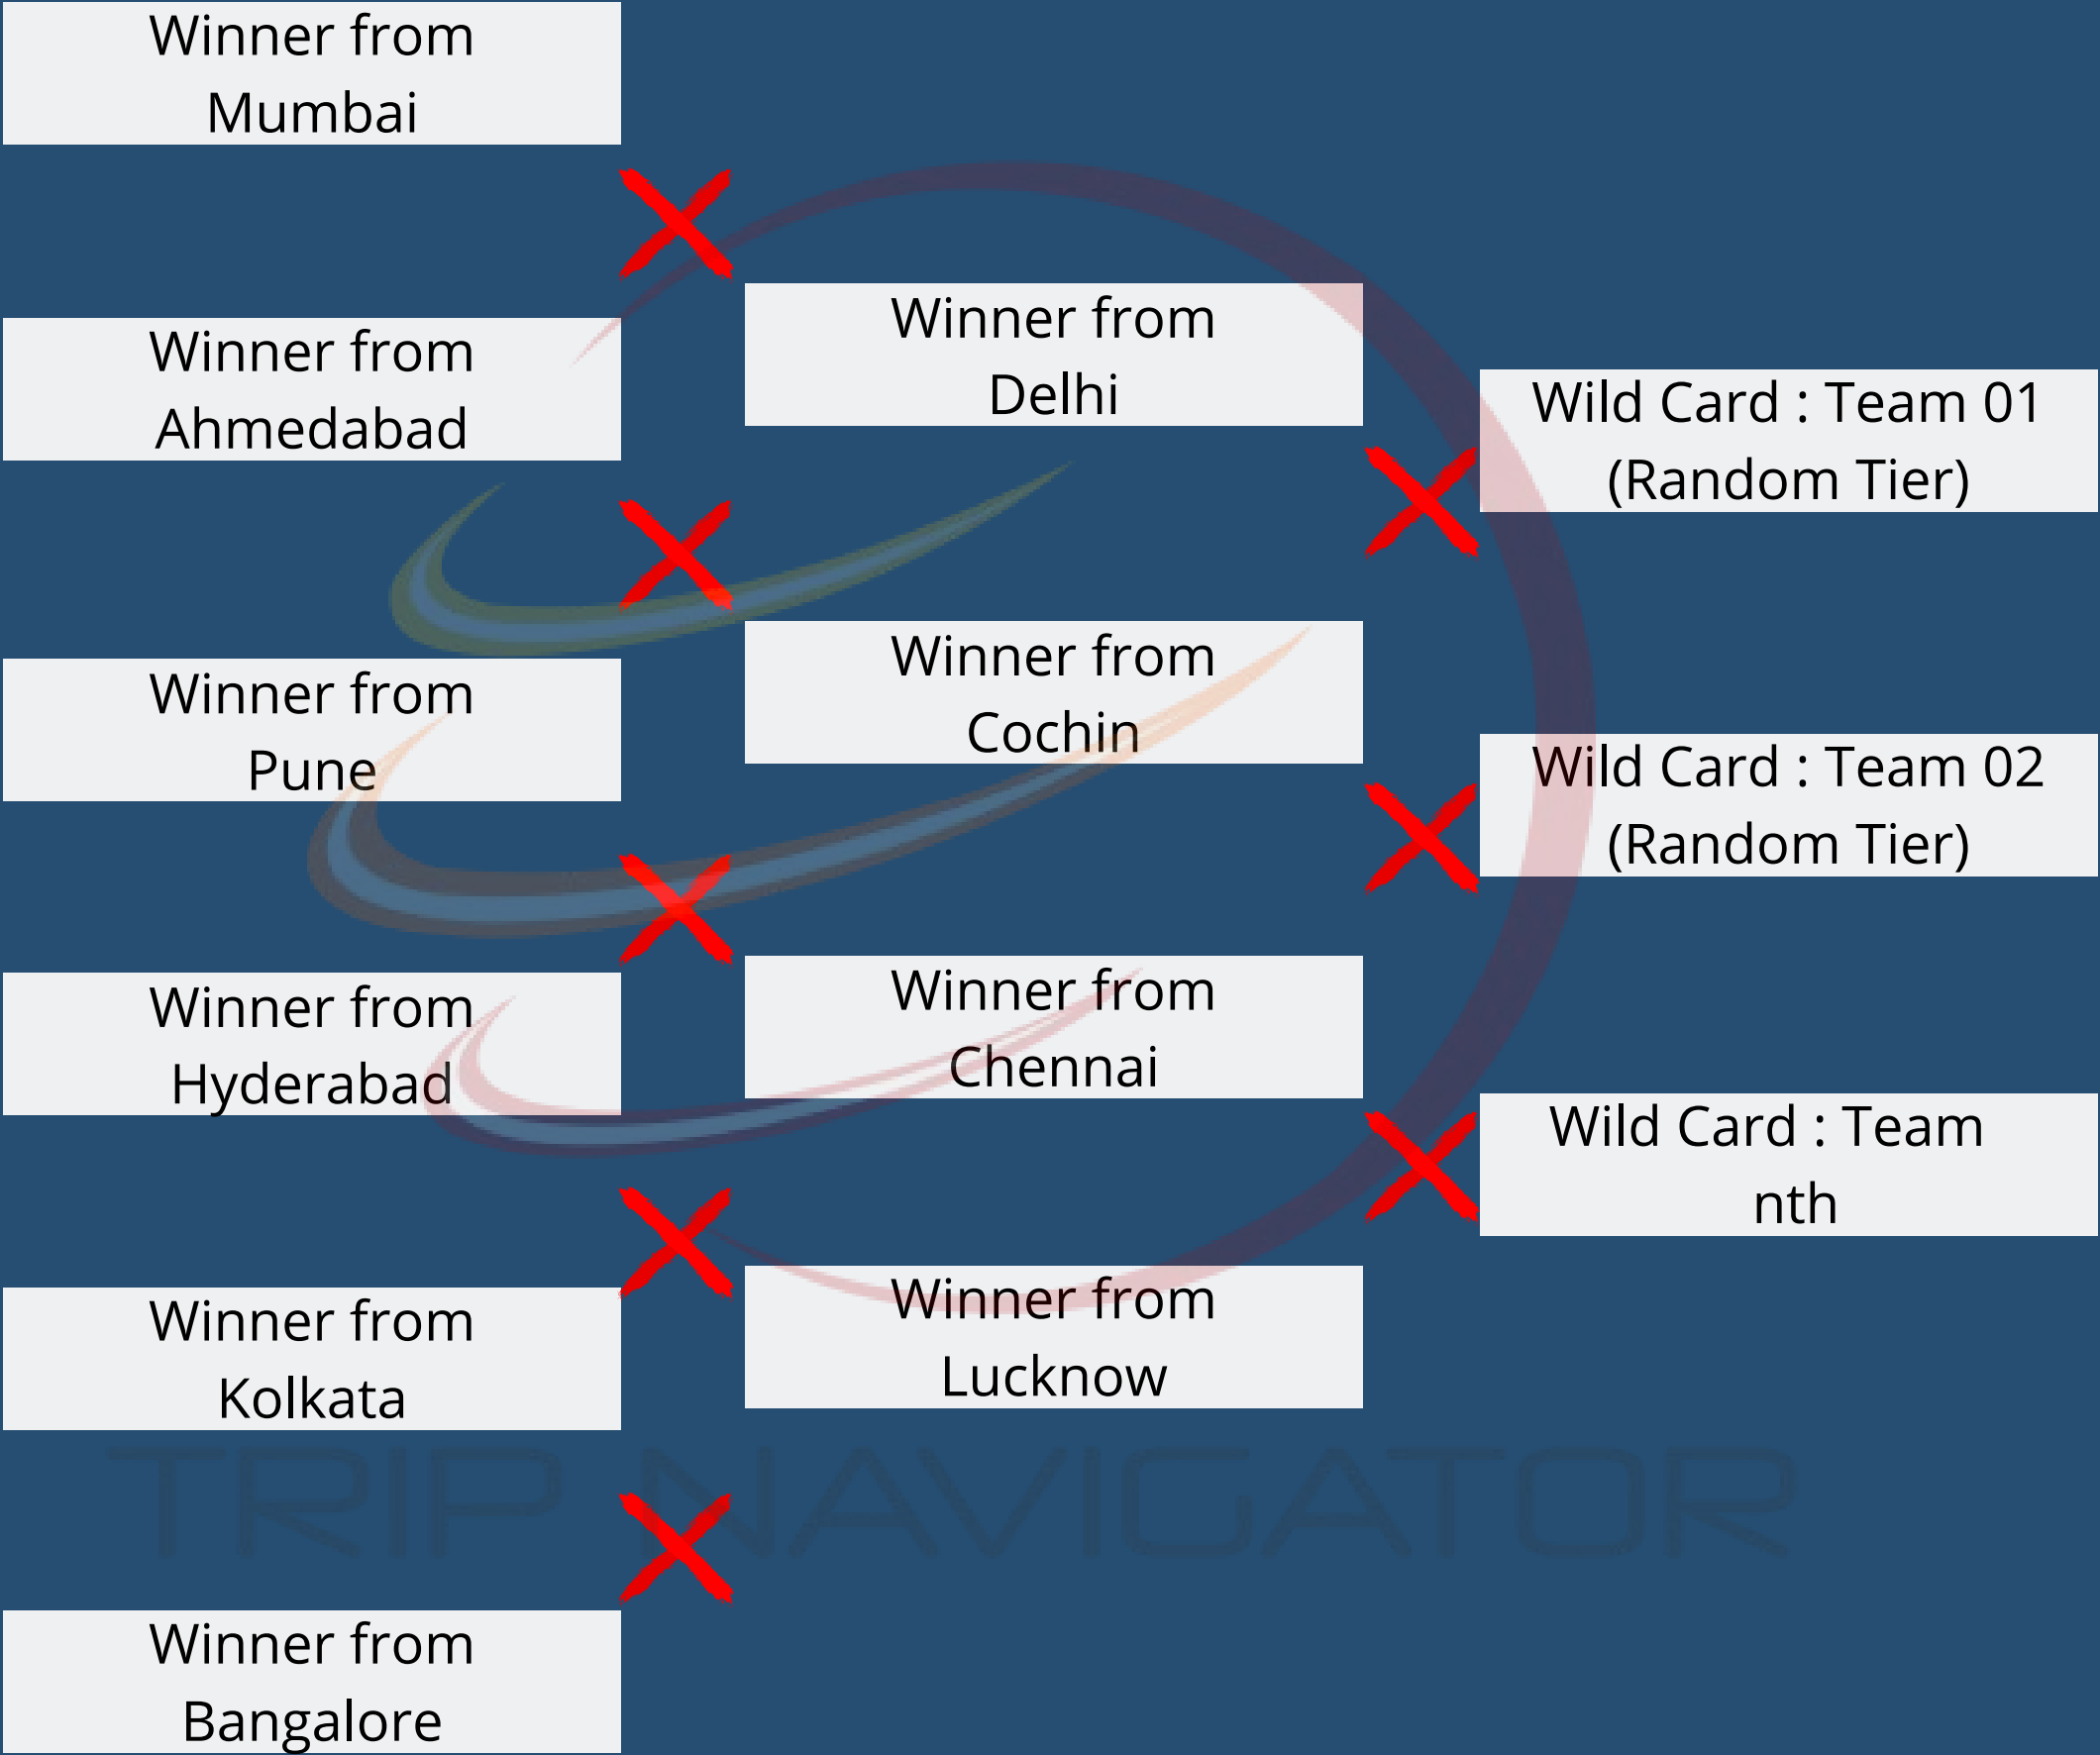 Winner from
Mumbai
Winner from
Ahmedabad
Winner from
Pune
Winner from
Hyderabad
Winner from
Kolkata
Winner from
Bangalore
Winner from
Delhi
Winner from
Cochin
Winner from
Chennai
Winner from
Lucknow
Wild Card : Team 01
(Random Tier)
Wild Card : Team 02
(Random Tier)
Wild Card : Team
nth
TRIP NAVIGATOR